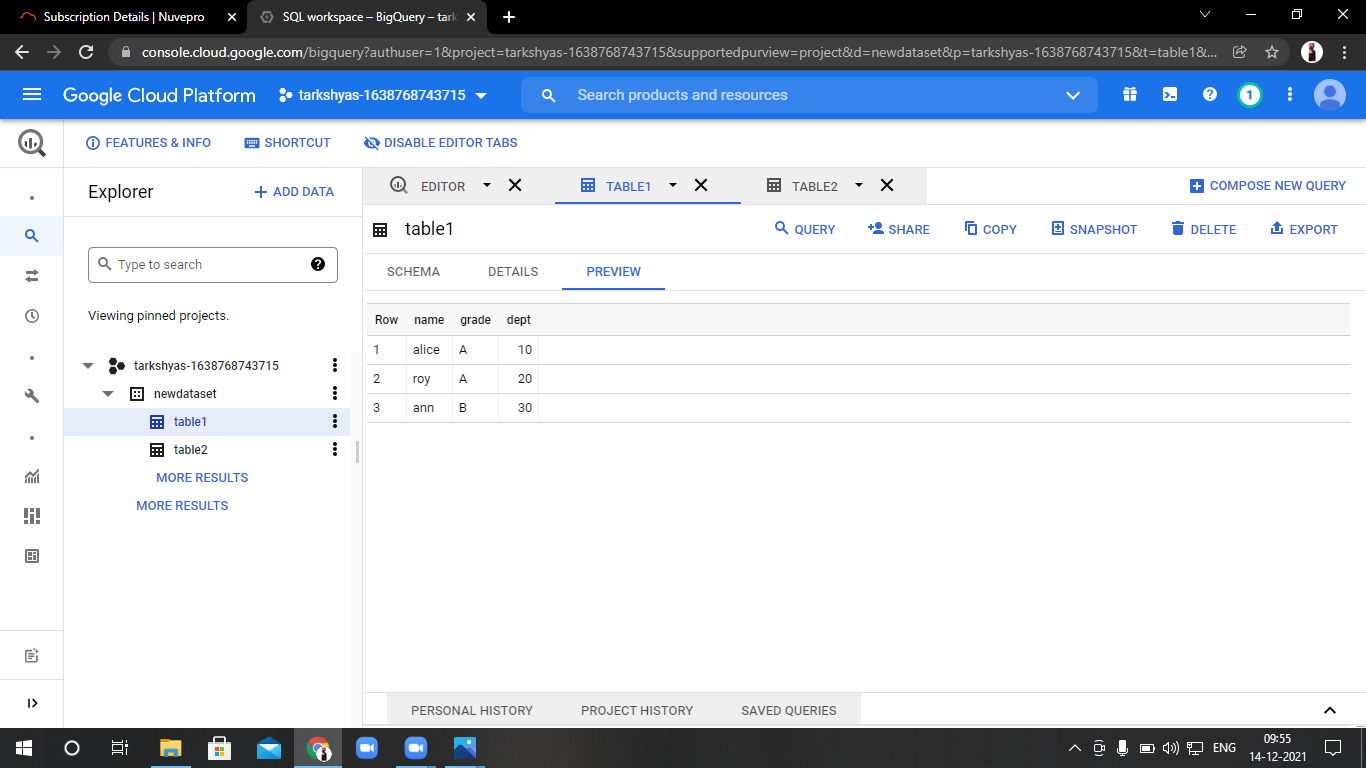 Subscription Details | Nuvepro
SQL workspace – BigQuery – tark
console.cloud.google.com/bigquery?authuser=1&project=tarkshyas-1638768743715&supportedpurview=project&d=newdataset&p=tarkshyas-1638768743715&t=table1&...
Google Cloud Platform
tarkshyas-1638768743715
Search products and resources
1
FEATURES & INFO
SHORTCUT
DISABLE EDITOR TABS
Explorer
+ ADD DATA
EDITOR
TABLE1
TABLE2
COMPOSE NEW QUERY
table1
QUERY
SHARE
COPY
SNAPSHOT
DELETE
EXPORT
Type to search
SCHEMA
DETAILS
PREVIEW
Viewing pinned projects.
Row name grade dept
1 alice A 10
2 roy A 20
3 ann B 30
tarkshyas-1638768743715
newdataset
table1
table2
MORE RESULTS
MORE RESULTS
PERSONAL HISTORY
PROJECT HISTORY
SAVED QUERIES
ENG
09:55
14-12-2021